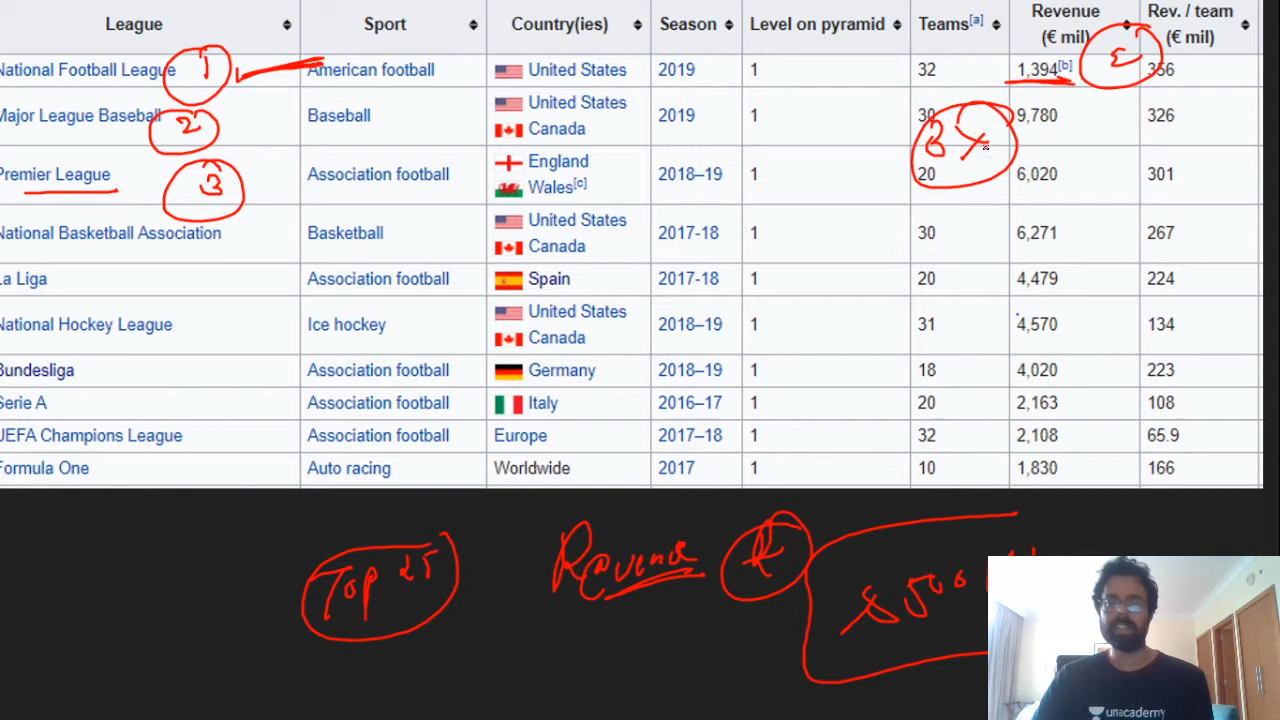 League Sport Country(ies) Season Level on pyramid Teams[a] Revenue (€ mil) Rev. / team (€ mil)
National Football League 1 American football United States 2019 1 32 1,394[b] 356
Major League Baseball 2 Baseball United States Canada 2019 1 30 9,780 326
Premier League 3 Association football England Wales[c] 2018–19 1 20 6,020 301
National Basketball Association Basketball United States Canada 2017-18 1 30 6,271 267
La Liga Association football Spain 2017-18 1 20 4,479 224
National Hockey League Ice hockey United States Canada 2018–19 1 31 4,570 134
Bundesliga Association football Germany 2018–19 1 18 4,020 223
Serie A Association football Italy 2016–17 1 20 2,163 108
UEFA Champions League Association football Europe 2017–18 1 32 2,108 65.9
Formula One Auto racing Worldwide 2017 1 10 1,830 166
Top 25 Revenue
unacademy